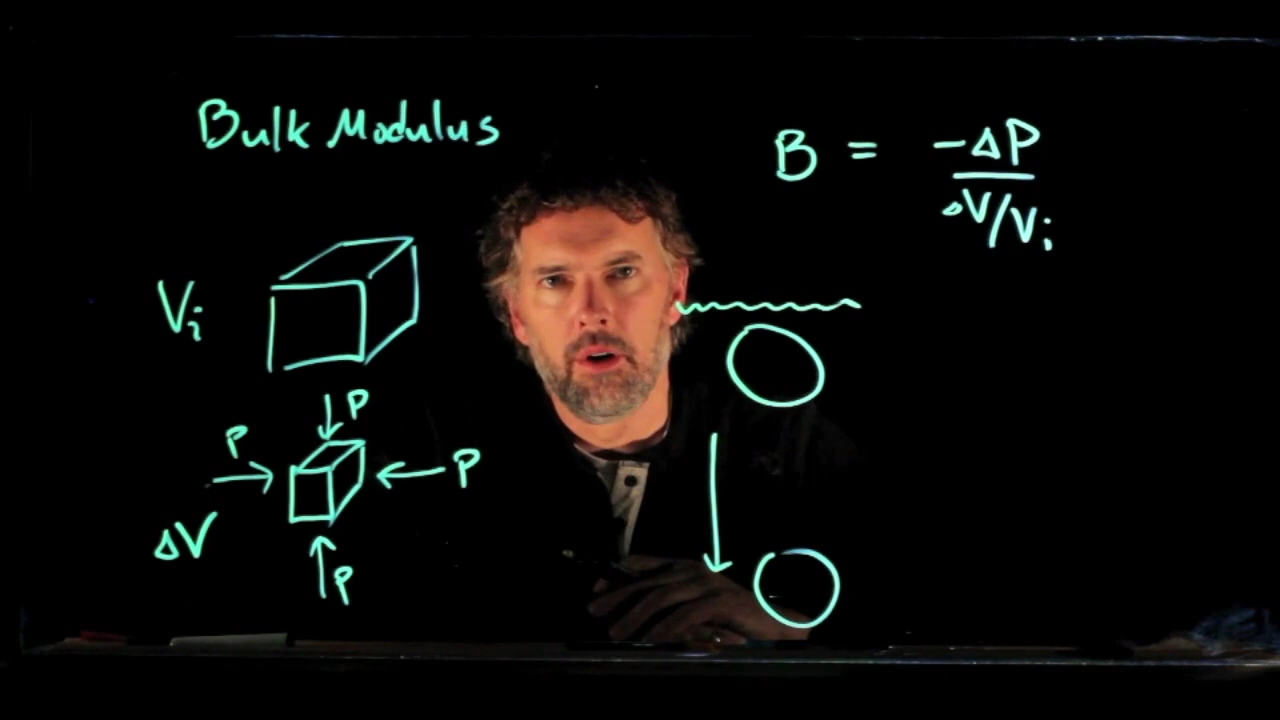 Bulk Modulus
B = -ΔP
ΔV/Vi
Vi
P
P
P
ΔV
P